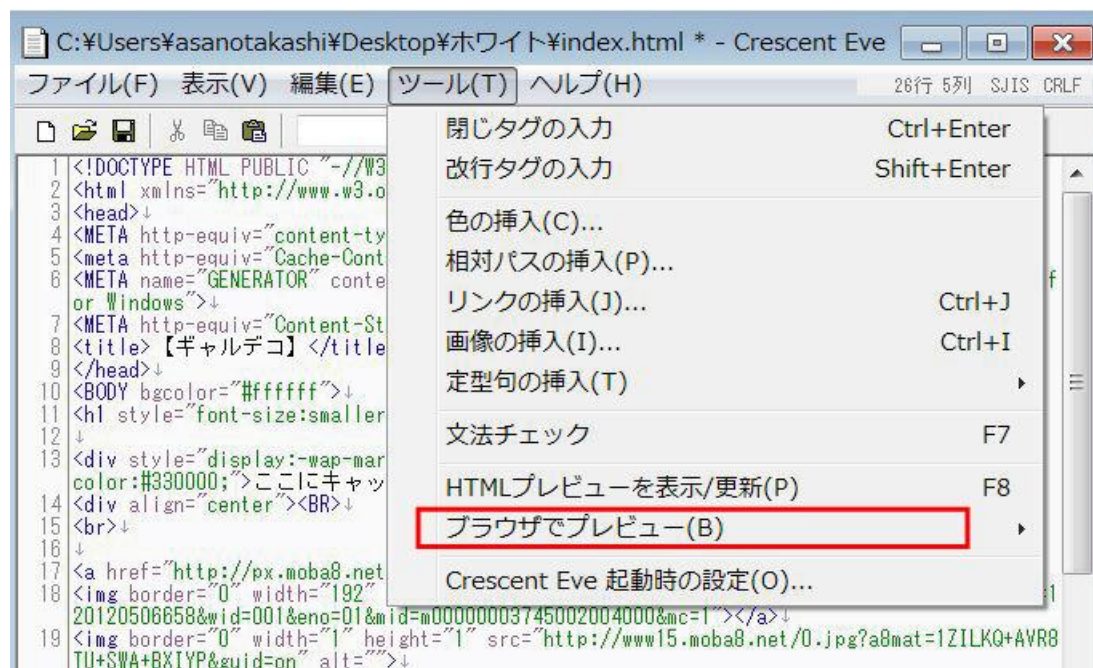 C:¥Users¥asanotakashi¥Desktop¥ホワイト¥index.html * - Crescent Eve
ファイル(F) 表示(V) 編集(E) ツール(T) ヘルプ(H) 26行 5列 SJIS CRLF
閉じタグの入力 Ctrl+Enter
改行タグの入力 Shift+Enter
色の挿入(C)...
相対パスの挿入(P)...
リンクの挿入(J)... Ctrl+J
画像の挿入(I)... Ctrl+I
定型句の挿入(T)
文法チェック F7
HTMLプレビューを表示/更新(P) F8
ブラウザでプレビュー(B)
Crescent Eve 起動時の設定(O)...
1 <!DOCTYPE HTML PUBLIC "-//W3
2 <html xmlns="http://www.w3.o
3 <head>↓
4 <META http-equiv="content-ty
5 <meta http-equiv="Cache-Cont
6 <META name="GENERATOR" conte f
or Windows">↓
7 <META http-equiv="Content-St
8 <title>【ギャルデコ】</title
9 </head>↓
10 <BODY bgcolor="#ffffff">↓
11 <h1 style="font-size:smaller
12 ↓
13 <div style="display:-wap-mar
color:#330000;">ここにキャッ
14 <div align="center"><BR>↓
15 <br>↓
16 ↓
17 <a href="http://px.moba8.net
18 <img border="0" width="192" =1
20120506658&wid=001&eno=01&mid=m00000003745002004000&mc=1"></a>↓
19 <img border="0" width="1" height="1" src="http://www15.moba8.net/0.jpg?a8mat=1ZILKQ+AVR8
TU+SWA+BXIYP&guid=on" alt="">↓